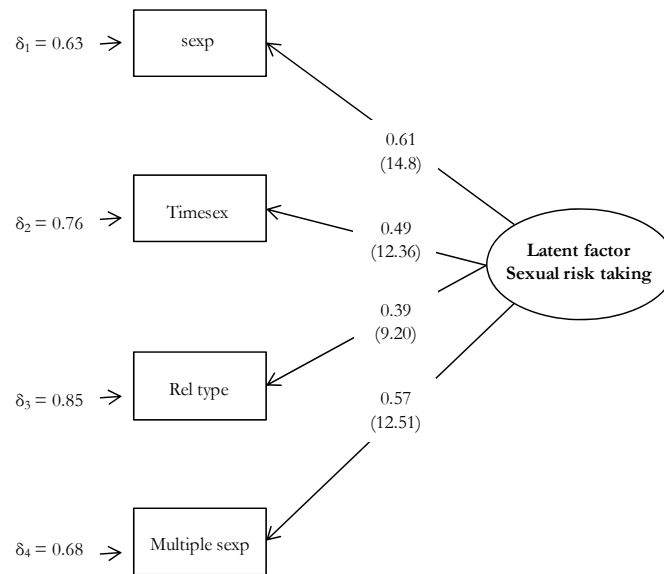 δ₁ = 0.63
sexp
0.61
(14.8)
δ₂ = 0.76
Timesex
0.49
(12.36)
Latent factor
Sexual risk taking
0.39
(9.20)
δ₃ = 0.85
Rel type
0.57
(12.51)
δ₄ = 0.68
Multiple sexp